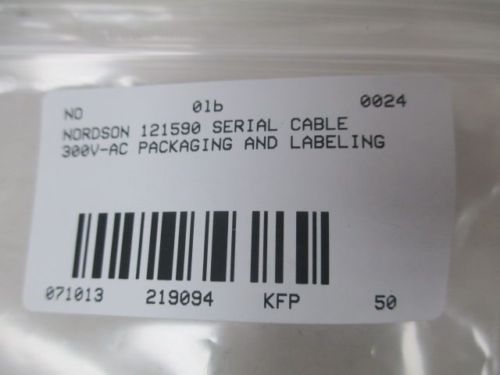 NO 01b 0024
NORDSON 121590 SERIAL CABLE
300V-AC PACKAGING AND LABELING
071013 219094 KFP 50